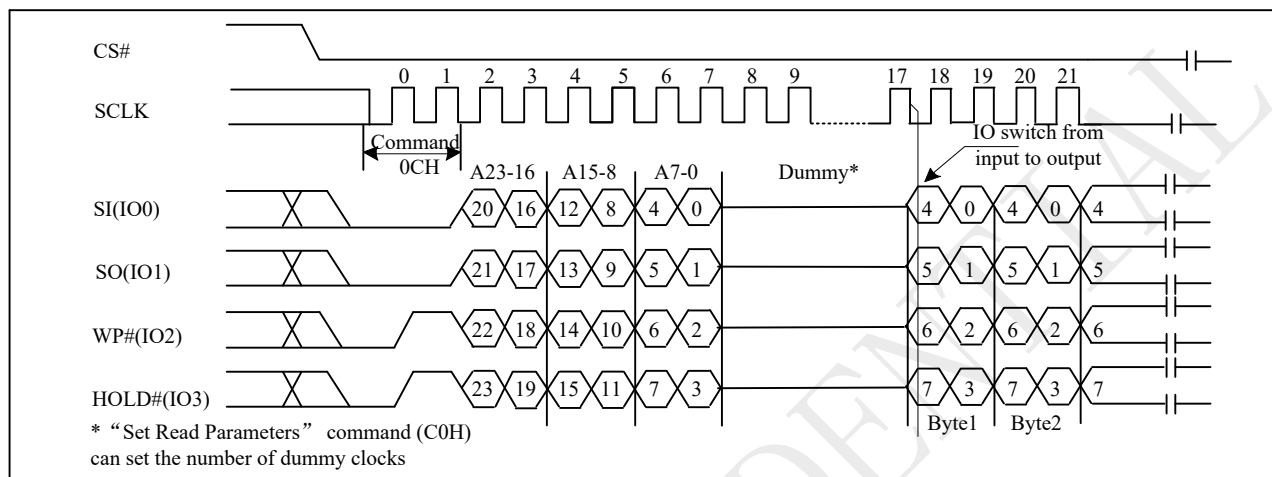 CS#
0 1 2 3 4 5 6 7 8 9 17 18 19 20 21
SCLK
Command
0CH
IO switch from
input to output
A23-16 A15-8 A7-0 Dummy*
SI(IO0) 20 16 12 8 4 0 4 0 4 0 4
SO(IO1) 21 17 13 9 5 1 5 1 5 1 5
WP#(IO2) 22 18 14 10 6 2 6 2 6 2 6
HOLD#(IO3) 23 19 15 11 7 3 7 3 7 3 7
Byte1 Byte2
* “Set Read Parameters” command (C0H)
can set the number of dummy clocks
DENTIAL